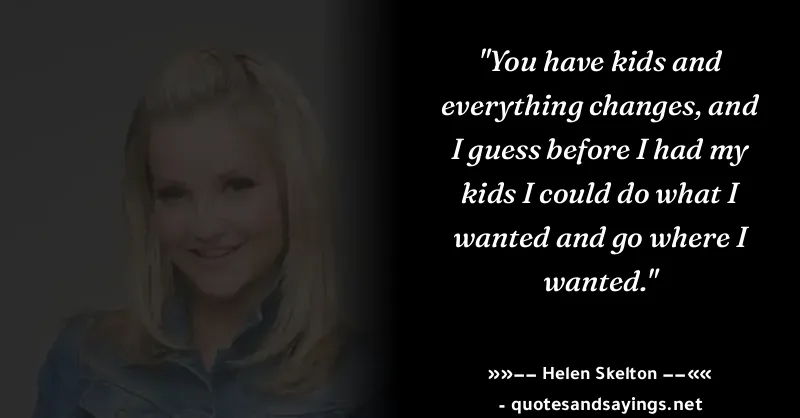 "You have kids and
everything changes, and
I guess before I had my
kids I could do what I
wanted and go where I
wanted."
»»–– Helen Skelton ––««
- quotesandsayings.net